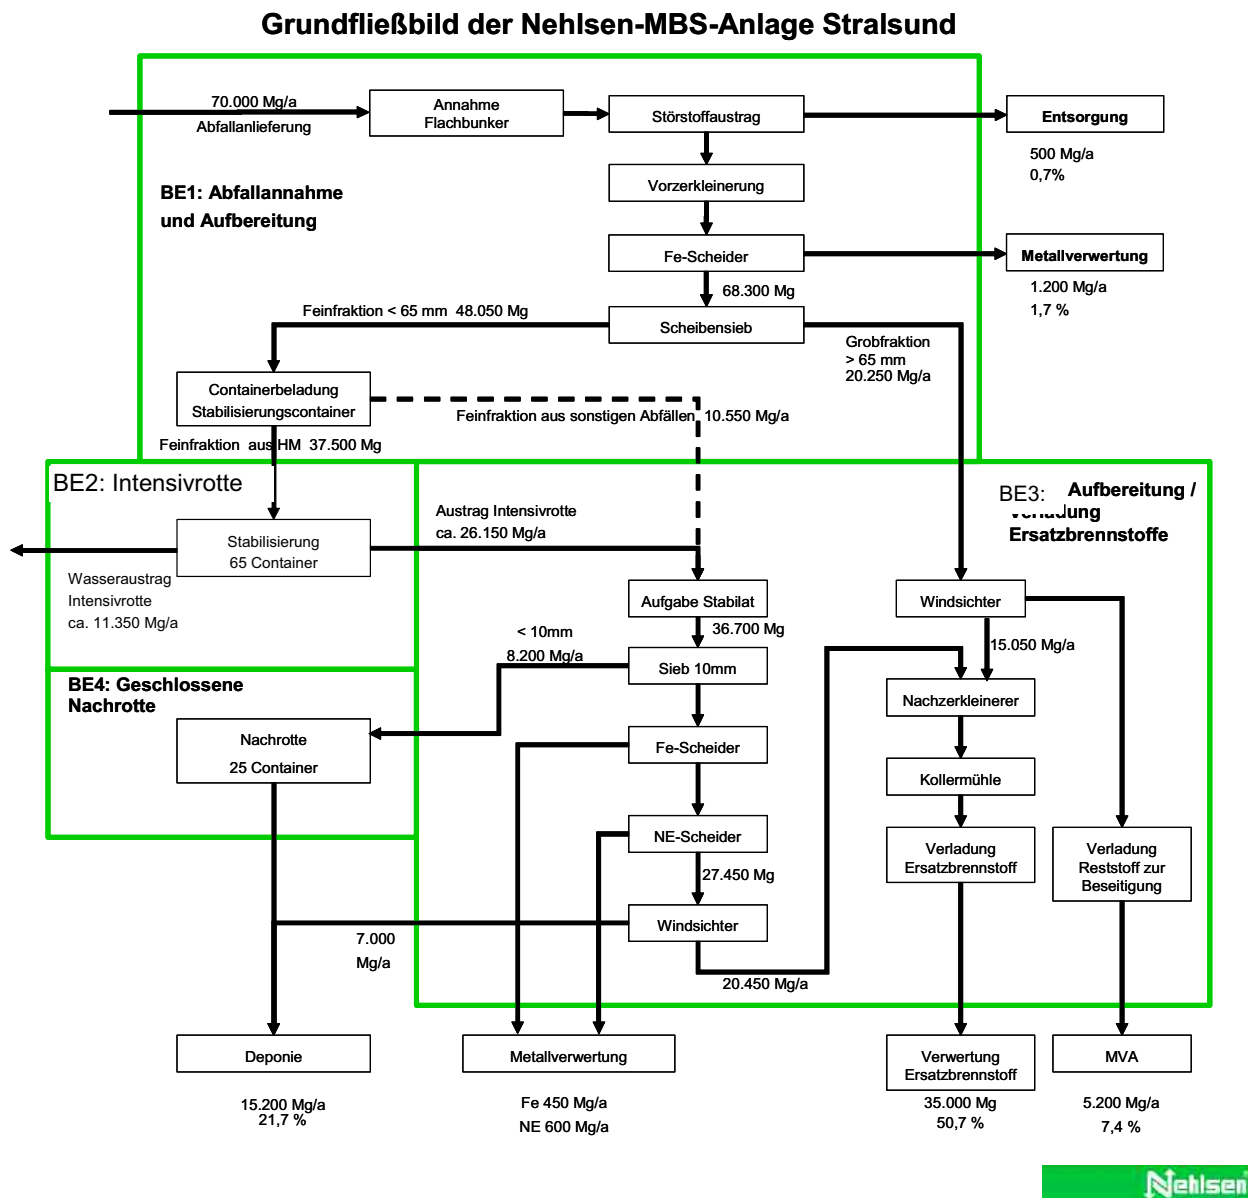 Grundfließbild der Nehlsen-MBS-Anlage Stralsund
70.000 Mg/a
Abfallanlieferung
Annahme
Flachbunker
Störstoffaustrag
Entsorgung
500 Mg/a
0,7%
BE1: Abfallannahme
und Aufbereitung
Vorzerkleinerung
Fe-Scheider
Metallverwertung
1.200 Mg/a
1,7 %
68.300 Mg
Feinfraktion < 65 mm 48.050 Mg
Scheibensieb
Grobfraktion
> 65 mm
20.250 Mg/a
Containerbeladung
Stabilisierungscontainer
Feinfraktion aus sonstigen Abfällen 10.550 Mg/a
Feinfraktion aus HM 37.500 Mg
BE2: Intensivrotte
BE3: Aufbereitung /
Verladung
Ersatzbrennstoffe
Austrag Intensivrotte
ca. 26.150 Mg/a
Stabilisierung
65 Container
Wasseraustrag
Intensivrotte
ca. 11.350 Mg/a
Aufgabe Stabilat
Windsichter
36.700 Mg
15.050 Mg/a
< 10mm
8.200 Mg/a
Sieb 10mm
BE4: Geschlossene
Nachrotte
Nachzerkleinerer
Nachrotte
25 Container
Fe-Scheider
Kollermühle
NE-Scheider
Verladung
Ersatzbrennstoff
Verladung
Reststoff zur
Beseitigung
27.450 Mg
Windsichter
7.000
Mg/a
20.450 Mg/a
Deponie
Metallverwertung
Verwertung
Ersatzbrennstoff
MVA
15.200 Mg/a
21,7 %
Fe 450 Mg/a
NE 600 Mg/a
35.000 Mg
50,7 %
5.200 Mg/a
7,4 %
Nehlsen